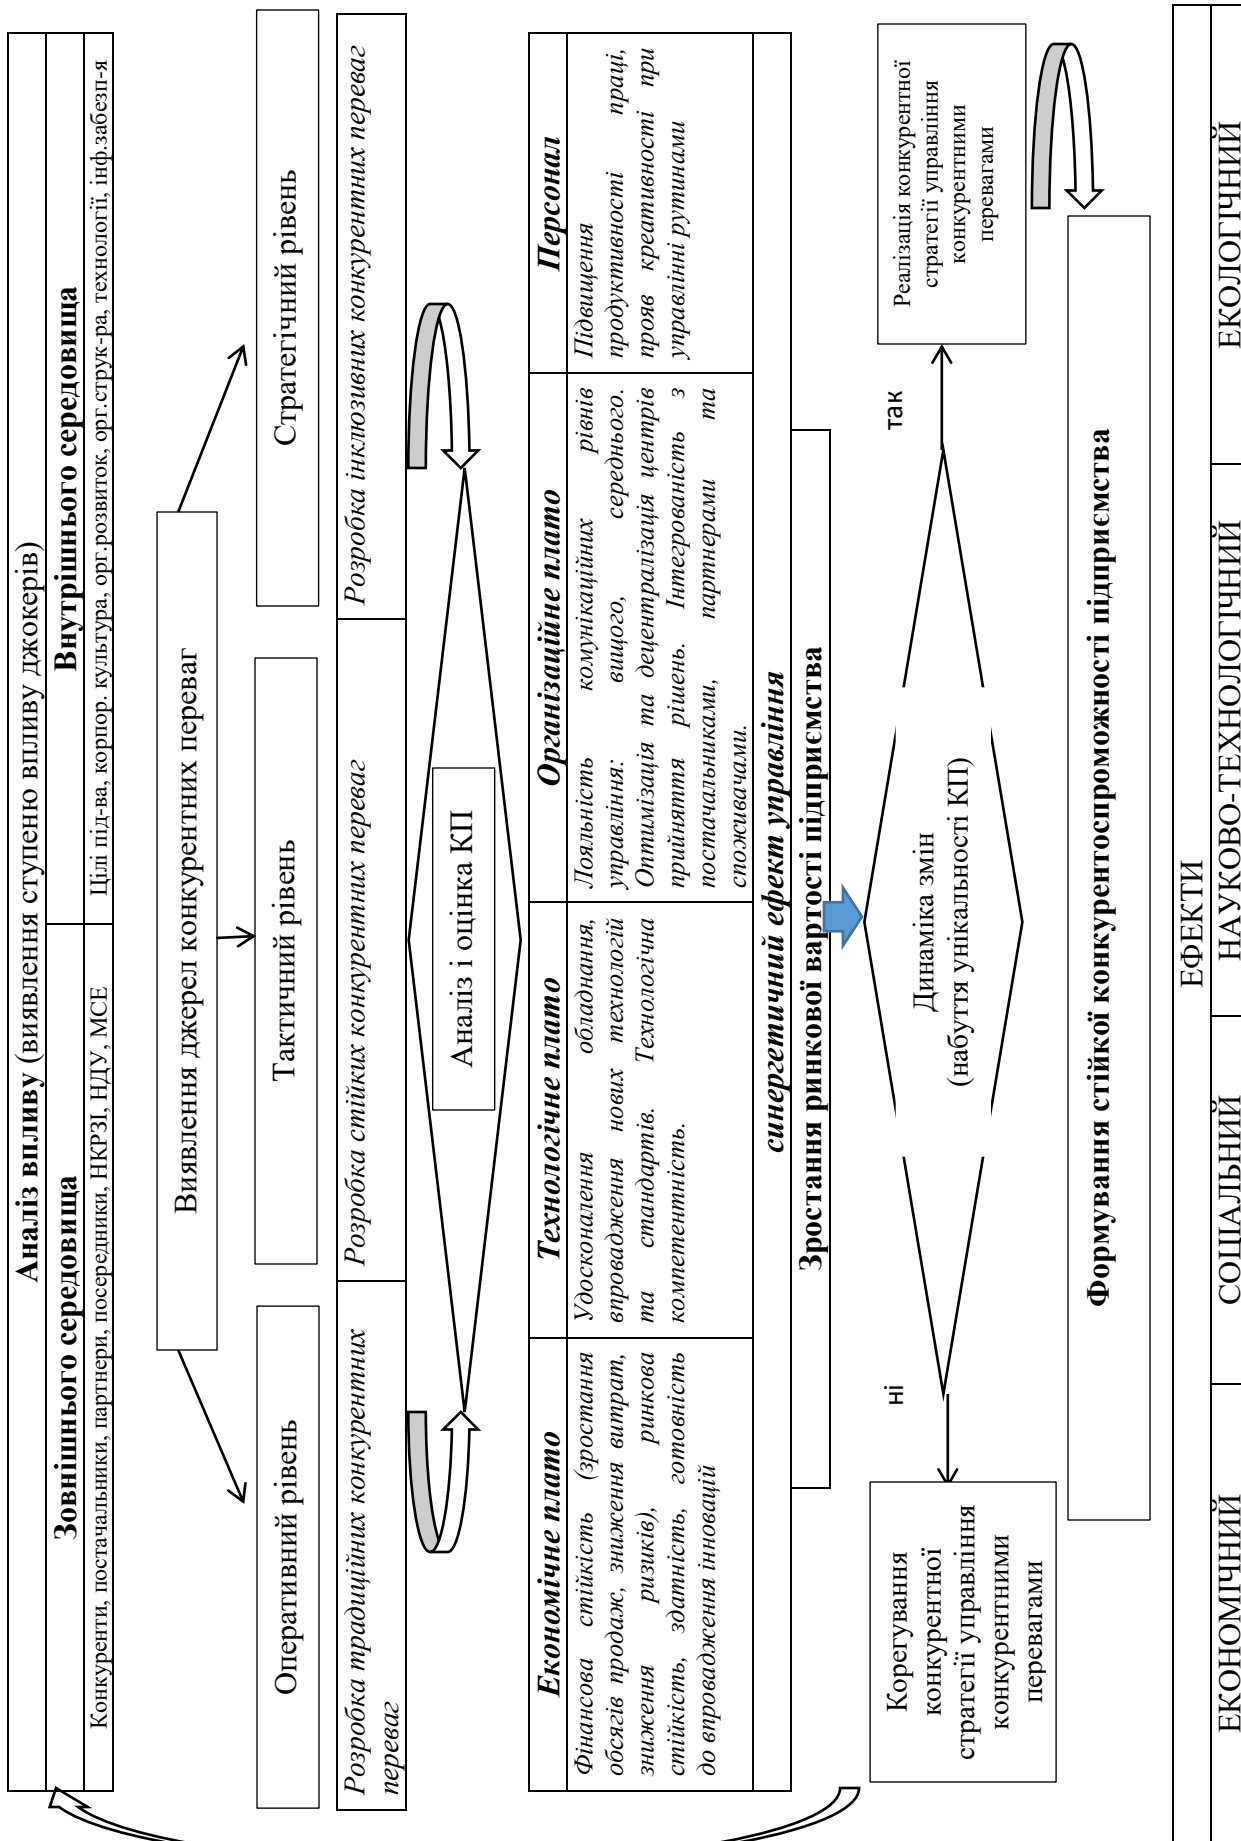 Аналіз впливу (виявлення ступеню впливу джокерів)
Зовнішнього середовища
Внутрішнього середовища
Конкуренти, постачальники, партнери, посередники, НКРЗІ, НДУ, МСЕ
Цілі під-ва, корпор. культура, орг.розвиток, орг.струк-ра, технології, інф.забезп-я
Виявлення джерел конкурентних переваг
Оперативний рівень
Тактичний рівень
Стратегічний рівень
Розробка традиційних конкурентних
переваг
Розробка стійких конкурентних переваг
Розробка інклюзивних конкурентних переваг
Аналіз і оцінка КП
Економічне плато
Фінансова стійкість (зростання
обсягів продаж, зниження витрат,
зниження ризиків), ринкова
стійкість, здатність, готовність
до впровадження інновацій
Технологічне плато
Удосконалення обладнання,
впровадження нових технологій
та стандартів. Технологічна
компетентність.
Організаційне плато
Лояльність комунікаційних рівнів
управління: вищого, середнього.
Оптимізація та децентралізація центрів
прийняття рішень. Інтегрованість з
постачальниками, партнерами та
споживачами.
Персонал
Підвищення
продуктивності праці,
прояв креативності при
управлінні рутинами
синергетичний ефект управління
Зростання ринкової вартості підприємства
Динаміка змін
(набуття унікальності КП)
ні
так
Корегування
конкурентної
стратегії управління
конкурентними
перевагами
Реалізація конкурентної
стратегії управління
конкурентними
перевагами
Формування стійкої конкурентоспроможності підприємства
ЕФЕКТИ
ЕКОНОМІЧНИЙ
СОЦІАЛЬНИЙ
НАУКОВО-ТЕХНОЛОГІЧНИЙ
ЕКОЛОГІЧНИЙ